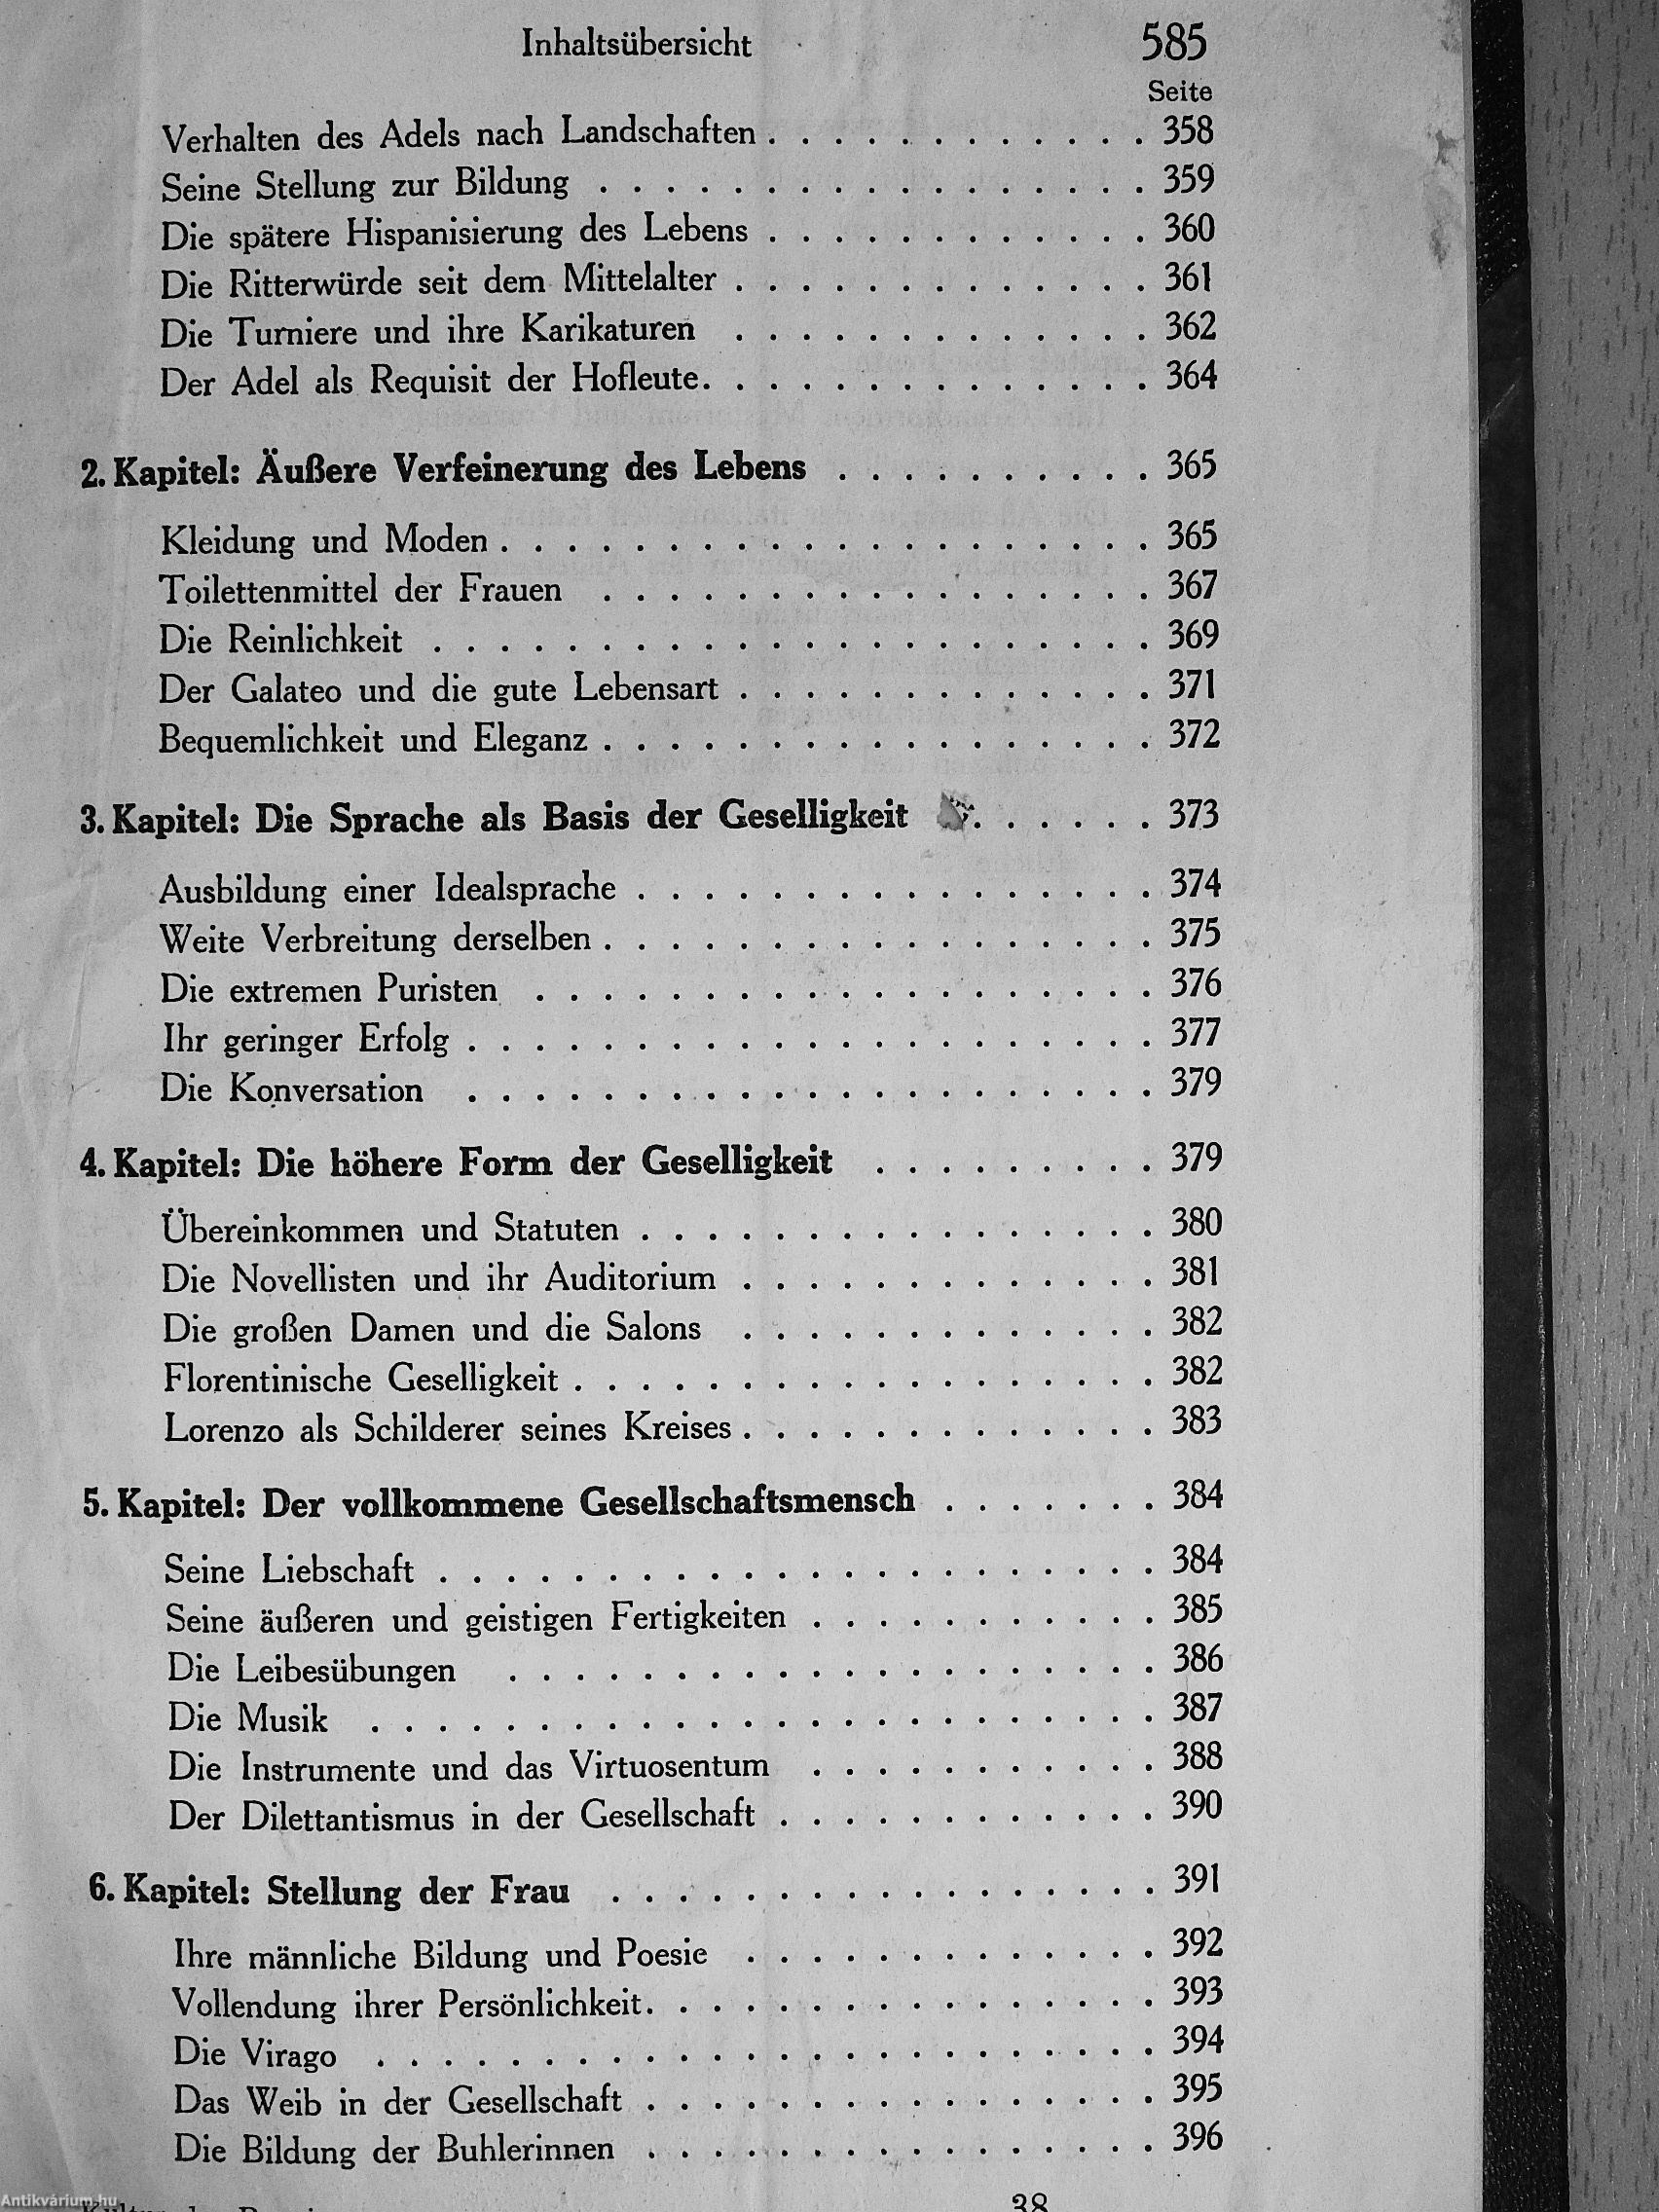 Inhaltsübersicht 585
Seite
Verhalten des Adels nach Landschaften . . . . . . . . . . . . 358
Seine Stellung zur Bildung . . . . . . . . . . . . . . . . . 359
Die spätere Hispanisierung des Lebens . . . . . . . . . . . . 360
Die Ritterwürde seit dem Mittelalter . . . . . . . . . . . . . 361
Die Turniere und ihre Karikaturen . . . . . . . . . . . . . 362
Der Adel als Requisit der Hofleute. . . . . . . . . . . . . . 364
2. Kapitel: Äußere Verfeinerung des Lebens . . . . . . . . . . 365
Kleidung und Moden . . . . . . . . . . . . . . . . . . . . 365
Toilettenmittel der Frauen . . . . . . . . . . . . . . . . . 367
Die Reinlichkeit . . . . . . . . . . . . . . . . . . . . . . 369
Der Galateo und die gute Lebensart . . . . . . . . . . . . . 371
Bequemlichkeit und Eleganz . . . . . . . . . . . . . . . . . 372
3. Kapitel: Die Sprache als Basis der Geselligkeit . . . . . . 373
Ausbildung einer Idealsprache . . . . . . . . . . . . . . . . 374
Weite Verbreitung derselben . . . . . . . . . . . . . . . . . 375
Die extremen Puristen . . . . . . . . . . . . . . . . . . . 376
Ihr geringer Erfolg . . . . . . . . . . . . . . . . . . . . . 377
Die Konversation . . . . . . . . . . . . . . . . . . . . . 379
4. Kapitel: Die höhere Form der Geselligkeit . . . . . . . . . 379
Übereinkommen und Statuten . . . . . . . . . . . . . . . . 380
Die Novellisten und ihr Auditorium . . . . . . . . . . . . . 381
Die großen Damen und die Salons . . . . . . . . . . . . . 382
Florentinische Geselligkeit . . . . . . . . . . . . . . . . . . 382
Lorenzo als Schilderer seines Kreises . . . . . . . . . . . . . 383
5. Kapitel: Der vollkommene Gesellschaftsmensch . . . . . . . 384
Seine Liebschaft . . . . . . . . . . . . . . . . . . . . . . 384
Seine äußeren und geistigen Fertigkeiten . . . . . . . . . . . 385
Die Leibesübungen . . . . . . . . . . . . . . . . . . . . 386
Die Musik . . . . . . . . . . . . . . . . . . . . . . . . 387
Die Instrumente und das Virtuosentum . . . . . . . . . . . 388
Der Dilettantismus in der Gesellschaft . . . . . . . . . . . . 390
6. Kapitel: Stellung der Frau . . . . . . . . . . . . . . . . . 391
Ihre männliche Bildung und Poesie . . . . . . . . . . . . . 392
Vollendung ihrer Persönlichkeit. . . . . . . . . . . . . . . . 393
Die Virago . . . . . . . . . . . . . . . . . . . . . . . . 394
Das Weib in der Gesellschaft . . . . . . . . . . . . . . . . 395
Die Bildung der Buhlerinnen . . . . . . . . . . . . . . . . 396
38
Antikvárium.hu